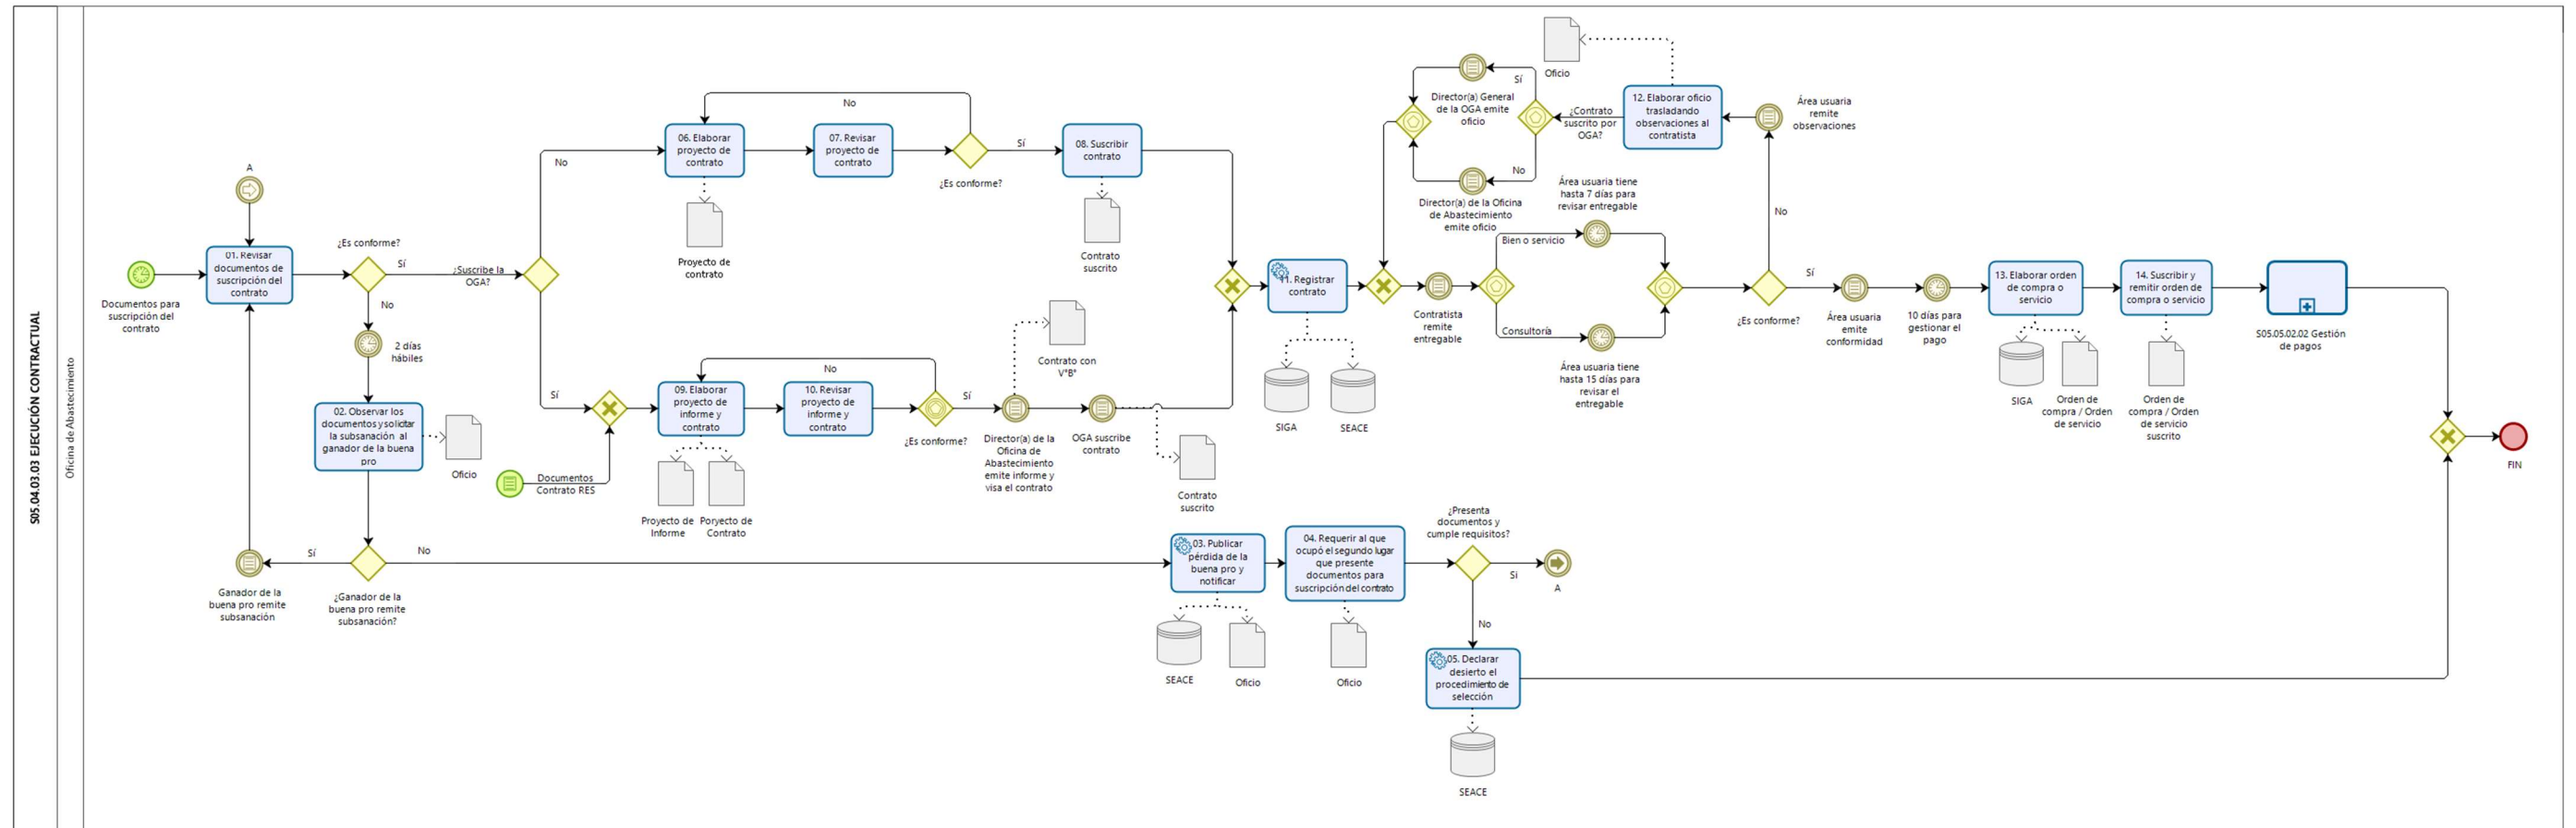 S05.04.03.03 EJECUCIÓN CONTRACTUAL
Oficina de Abastecimiento
A
Documentos para
suscripción del
contrato
01. Revisar
documentos de
suscripción del
contrato
¿Es conforme?
Sí
No
2 días
hábiles
02. Observar los
documentos y solicitar
la subsanación al
ganador de la buena
pro
Oficio
¿Ganador de la
buena pro remite
subsanación?
Sí
No
Ganador de la
buena pro remite
subsanación
¿Suscribe la
OGA?
No
Sí
06. Elaborar
proyecto de
contrato
Proyecto de
contrato
07. Revisar
proyecto de
contrato
No
¿Es conforme?
Sí
08. Suscribir
contrato
Contrato
suscrito
Documentos
Contrato RES
09. Elaborar
proyecto de
informe y
contrato
Proyecto de
Informe
Poryecto de
Contrato
10. Revisar
proyecto de
informe y
contrato
No
¿Es conforme?
Sí
Director(a) de la
Oficina de
Abastecimiento
emite informe y
visa el contrato
Contrato con
V°B°
OGA suscribe
contrato
Contrato
suscrito
03. Publicar
pérdida de la
buena pro y
notificar
SEACE
Oficio
04. Requerir al que
ocupó el segundo lugar
que presente
documentos para
suscripción del contrato
Oficio
¿Presenta
documentos y
cumple requisitos?
Si
A
No
05. Declarar
desierto el
procedimiento de
selección
SEACE
11. Registrar
contrato
SIGA
SEACE
Contratista
remite
entregable
Bien o servicio
Área usuaria tiene
hasta 7 días para
revisar entregable
Consultoría
Área usuaria tiene
hasta 15 días para
revisar el
entregable
¿Es conforme?
No
Área usuaria
remite
observaciones
12. Elaborar oficio
trasladando
observaciones al
contratista
Oficio
¿Contrato
suscrito por
OGA?
Sí
Director(a) General
de la OGA emite
oficio
No
Director(a) de la Oficina
de Abastecimiento
emite oficio
Sí
Área usuaria
emite
conformidad
10 días para
gestionar el
pago
13. Elaborar orden
de compra o
servicio
SIGA
Orden de
compra / Orden
de servicio
14. Suscribir y
remitir orden de
compra o servicio
Orden de
compra / Orden
de servicio
suscrito
S05.05.02.02 Gestión
de pagos
FIN